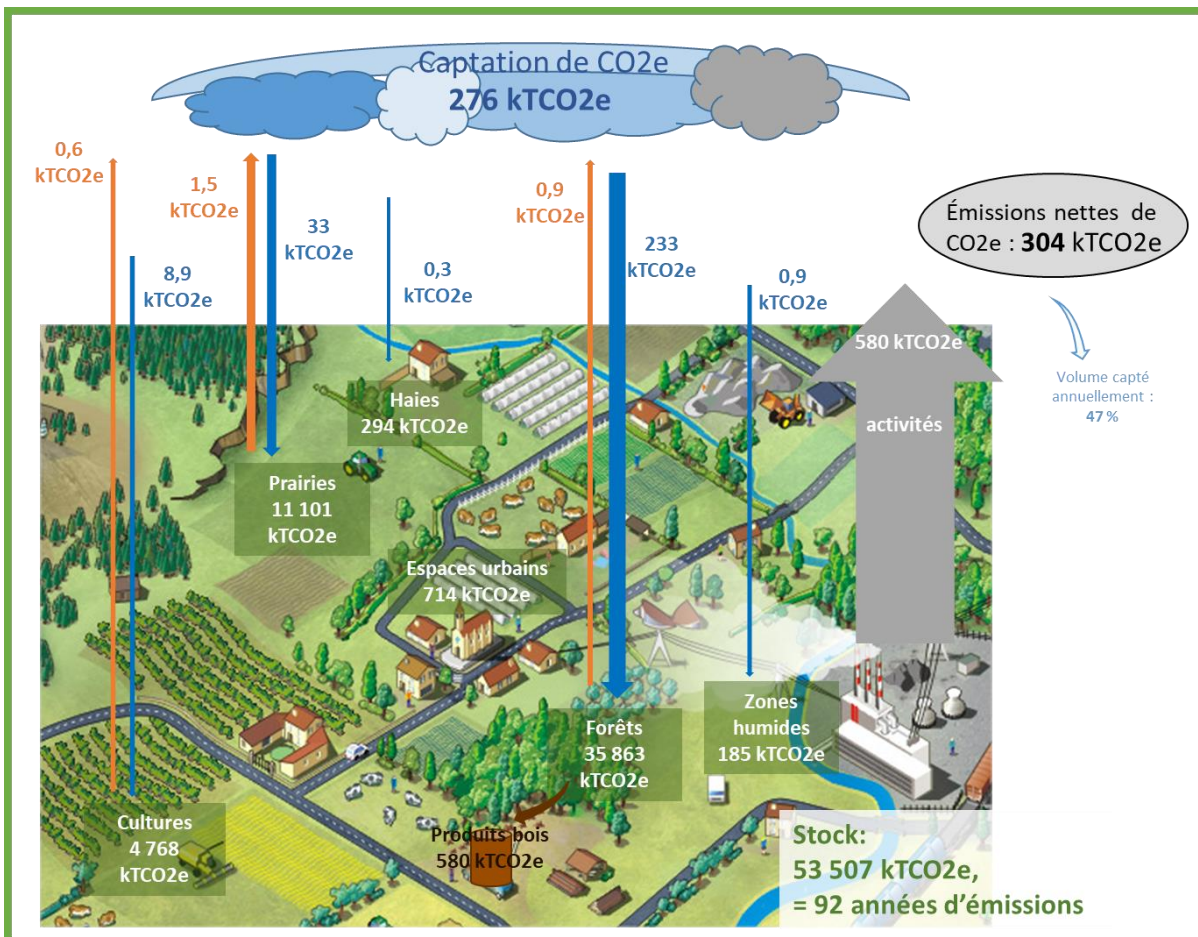 Captation de CO2e
276 kTCO2e
0,6
kTCO2e
1,5
kTCO2e
33
kTCO2e
8,9
kTCO2e
0,3
kTCO2e
0,9
kTCO2e
233
kTCO2e
0,9
kTCO2e
Émissions nettes de
CO2e : 304 kTCO2e
580 kTCO2e
activités
Volume capté
annuellement :
47 %
Haies
294 kTCO2e
Prairies
11 101
kTCO2e
Espaces urbains
714 kTCO2e
Forêts
35 863
kTCO2e
Zones
humides
185 kTCO2e
Cultures
4 768
kTCO2e
Produits bois
580 kTCO2e
Stock:
53 507 kTCO2e,
= 92 années d'émissions